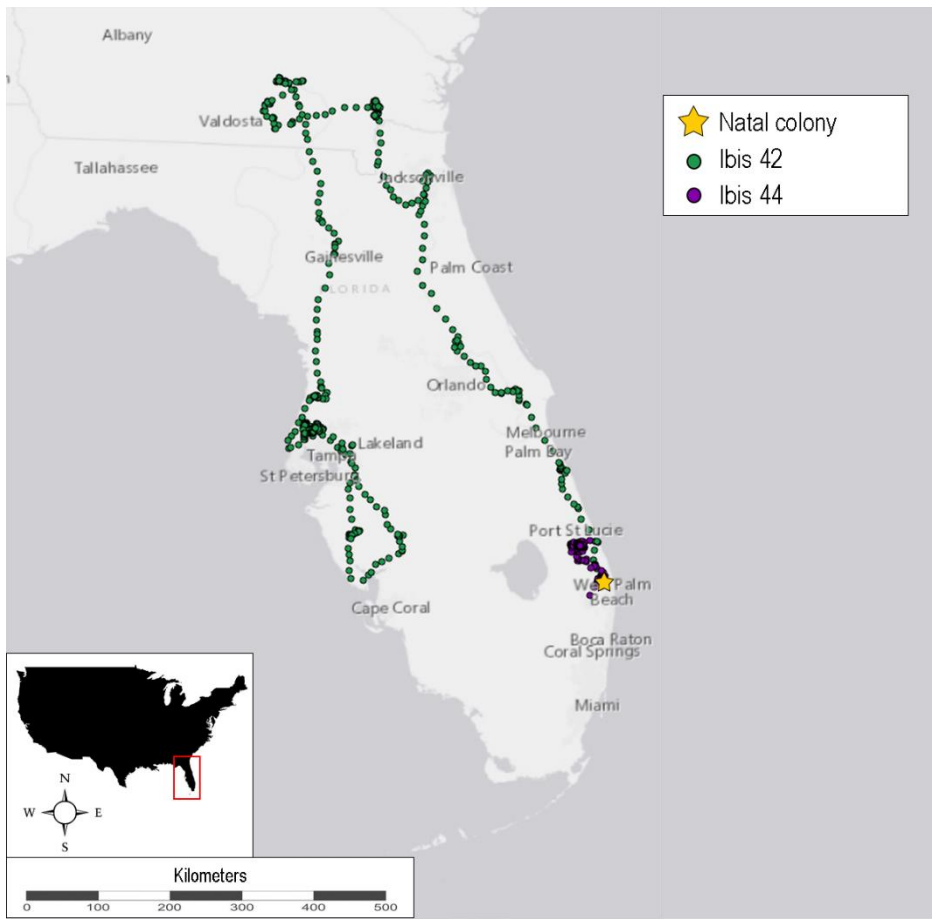 Albany
Valdosta
Tallahassee
Jacksonville
Gainesville
Palm Coast
FLORIDA
Orlando
Melbourne
Palm Bay
Lakeland
Tampa
St Petersburg
Port St Lucie
West Palm
Beach
Cape Coral
Boca Raton
Coral Springs
Miami
Natal colony
Ibis 42
Ibis 44
N
W E
S
Kilometers
0 100 200 300 400 500